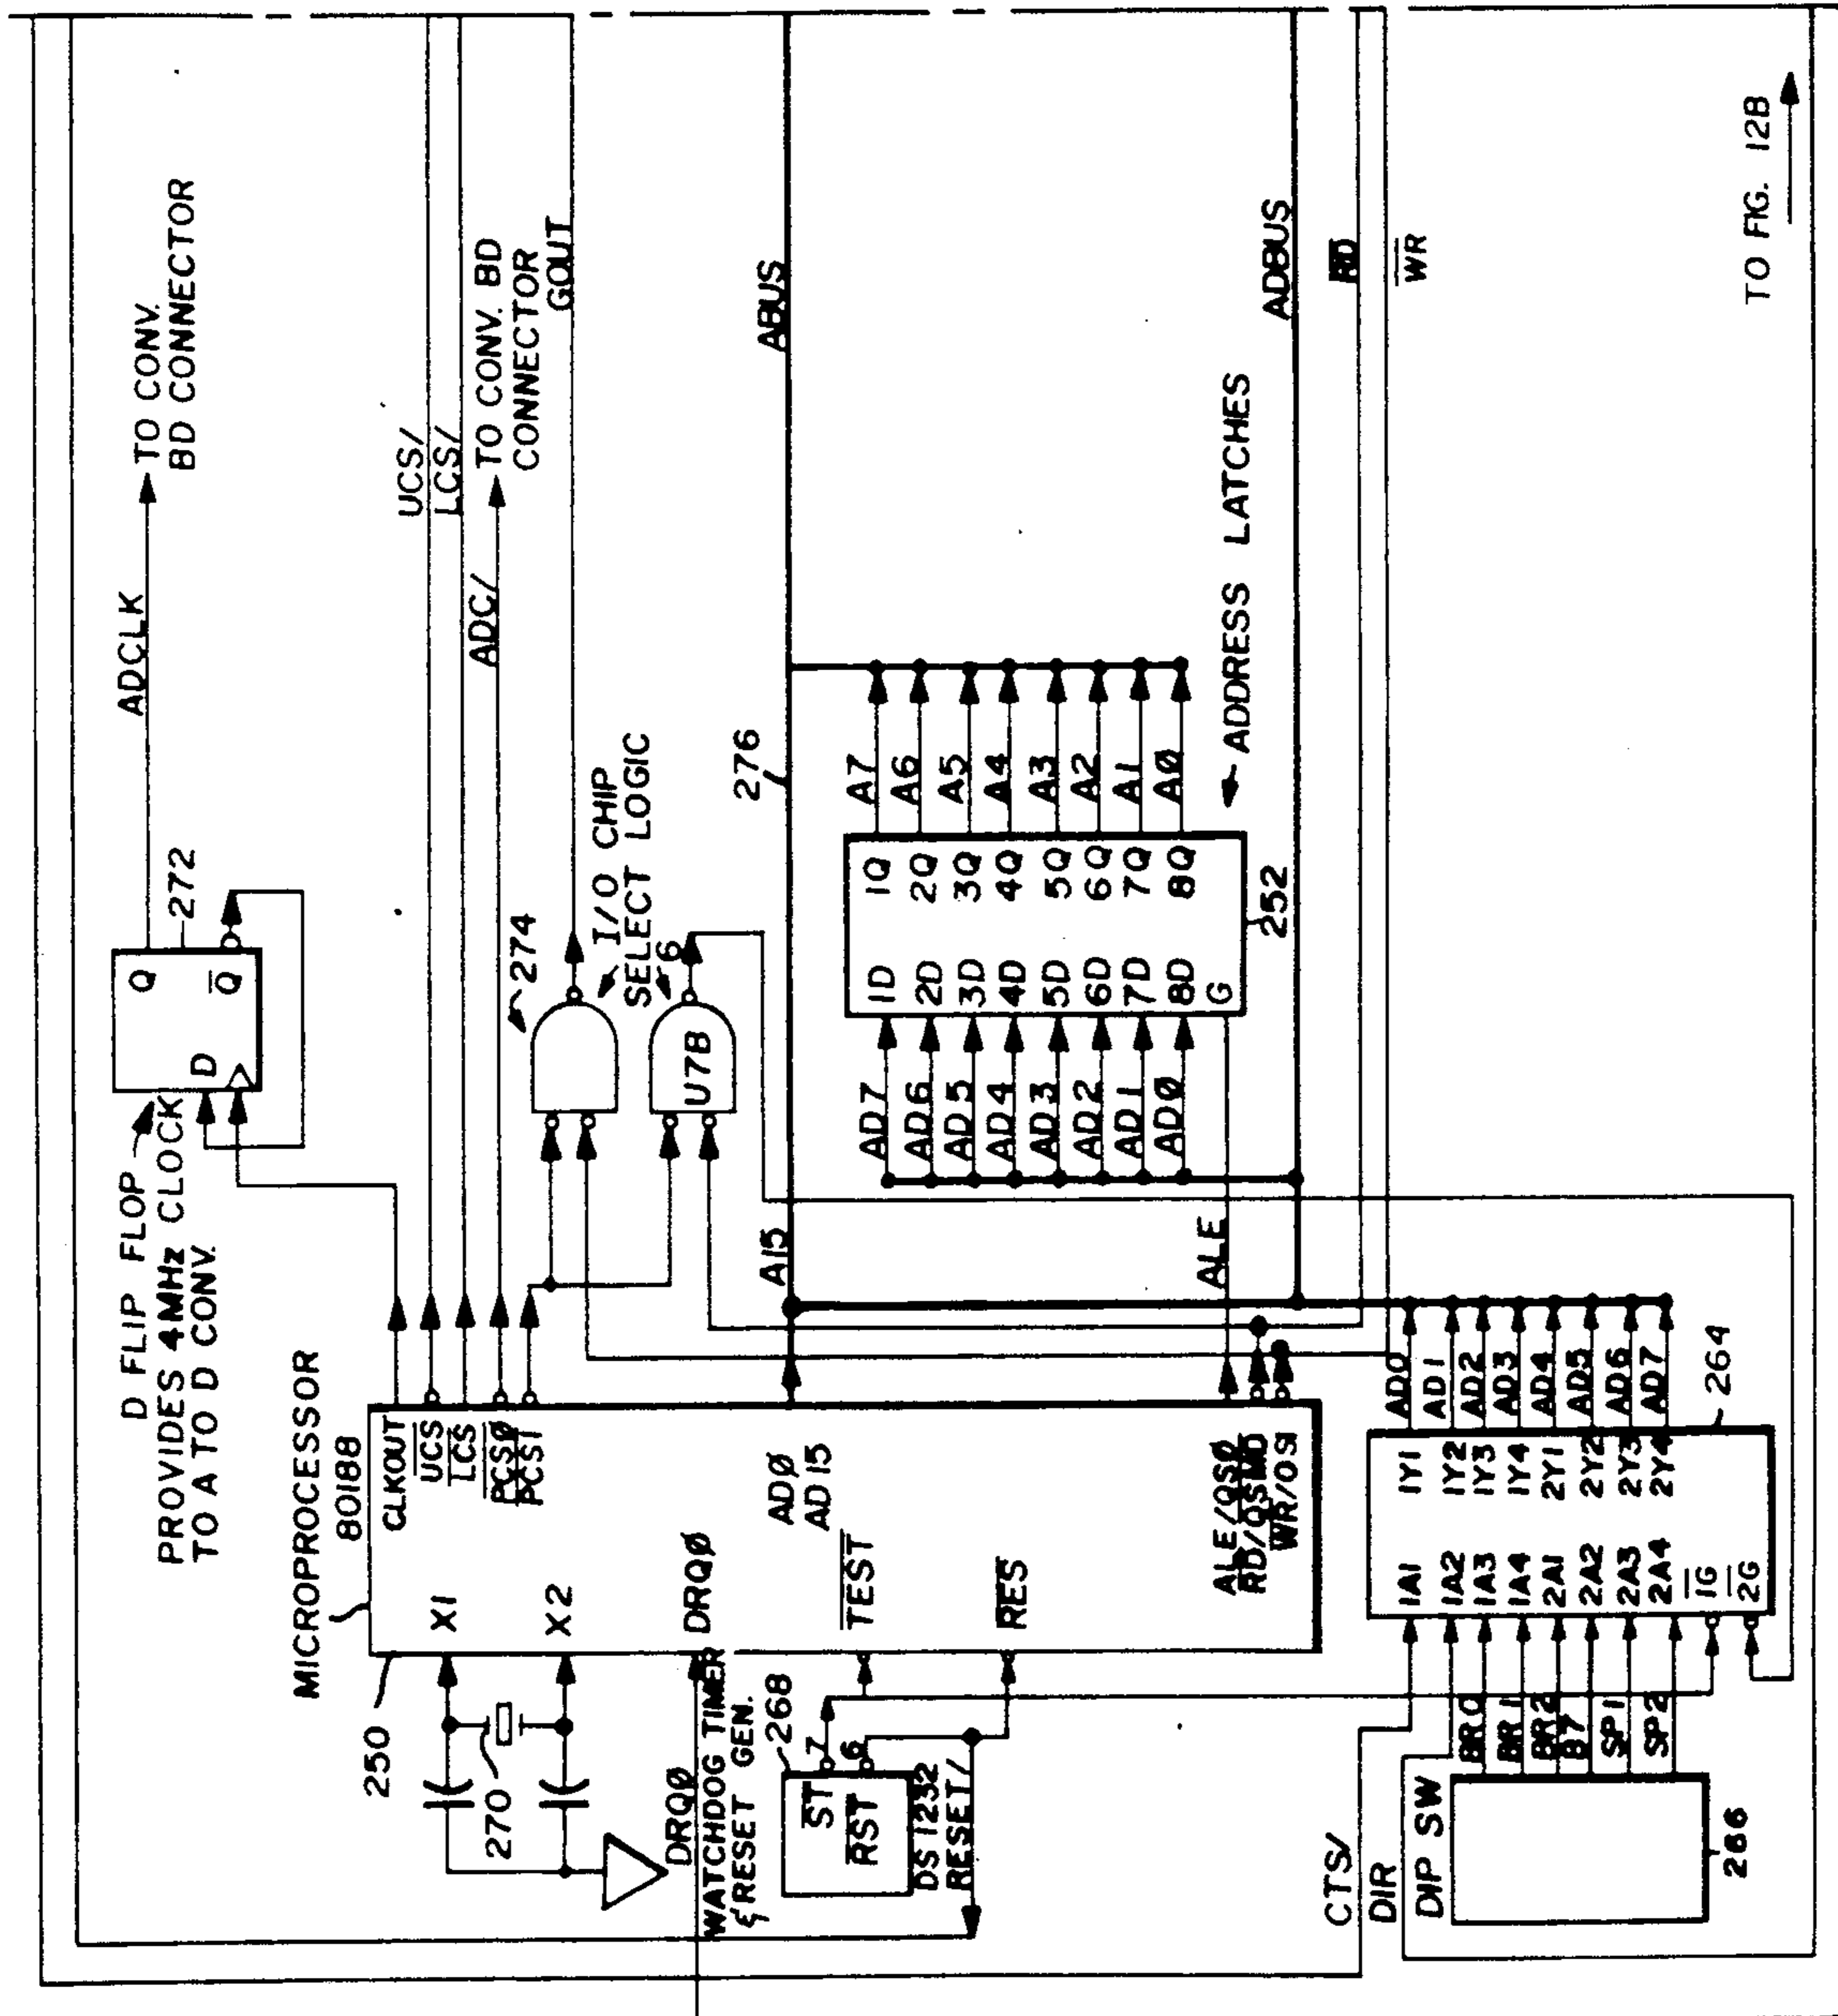 D FLIP FLOP
PROVIDES 4MHz CLOCK
TO A TO D CONV.
D
Q
Q
272
ADCLK
TO CONV.
BD CONNECTOR
MICROPROCESSOR
80188
250
X1
X2
270
DRQØ
DRQØ
WATCHDOG TIMER
& RESET GEN.
268
ST
RST
7
6
DS1232
RESET/
TEST
RES
CLKOUT
UCS
LCS
PCSØ
PCS1
ADØ
AD15
ALE/QSØ
RD/QSMD
WR/QS1
UCS/
LCS/
ADC/
TO CONV. BD
CONNECTOR
GOUT
274
I/O CHIP
SELECT LOGIC
U7B
6
276
A15
ABUS
ALE
AD7
AD6
AD5
AD4
AD3
AD2
AD1
ADØ
1D
2D
3D
4D
5D
6D
7D
8D
G
1Q
2Q
3Q
4Q
5Q
6Q
7Q
8Q
252
A7
A6
A5
A4
A3
A2
A1
AØ
ADDRESS LATCHES
ADBUS
RD
WR
CTS/
DIR
DIP SW
266
BR0
BR1
BR2
B7
SP1
SP2
1A1
1A2
1A3
1A4
2A1
2A2
2A3
2A4
1G
2G
1Y1
1Y2
1Y3
1Y4
2Y1
2Y2
2Y3
2Y4
AD0
AD1
AD2
AD3
AD4
AD5
AD6
AD7
264
TO FIG. 12B